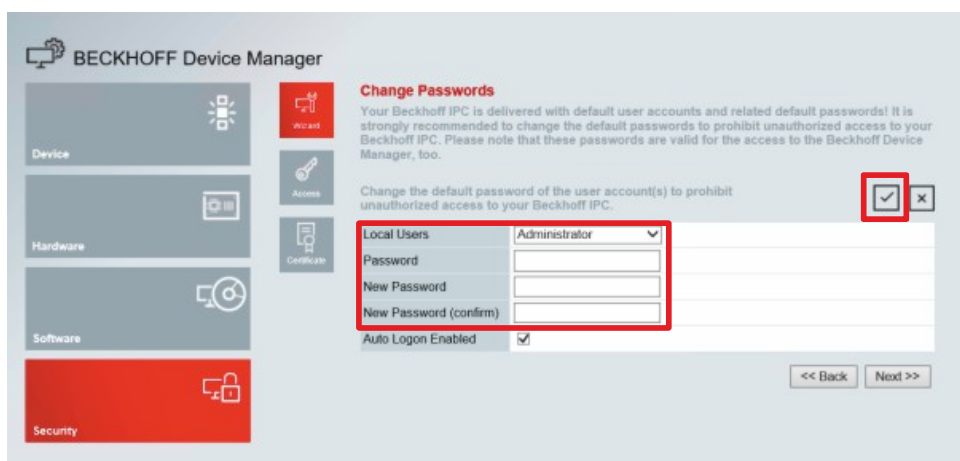 BECKHOFF Device Manager
Device
Hardware
Software
Security
Wizard
Access
Certificate
Change Passwords
Your Beckhoff IPC is delivered with default user accounts and related default passwords! It is
strongly recommended to change the default passwords to prohibit unauthorized access to your
Beckhoff IPC. Please note that these passwords are valid for the access to the Beckhoff Device
Manager, too.
Change the default password of the user account(s) to prohibit
unauthorized access to your Beckhoff IPC.
Local Users Administrator
Password
New Password
New Password (confirm)
Auto Logon Enabled
<< Back Next >>